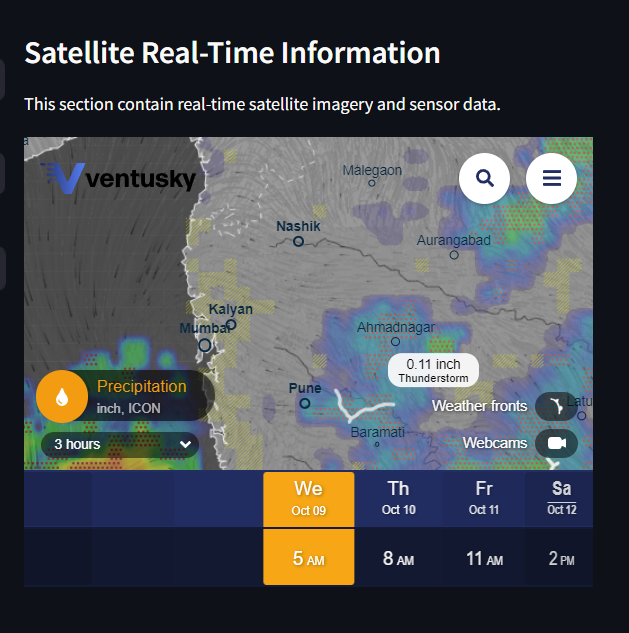 Satellite Real-Time Information
This section contain real-time satellite imagery and sensor data.
ventusky
Malegaon
Nashik
Aurangabad
Kalyan
Mumbai
Ahmadnagar
0.11 inch
Thunderstorm
Precipitation
inch, ICON
Pune
Weather fronts
Latu
Baramati
3 hours
Webcams
We
Oct 09
Th
Oct 10
Fr
Oct 11
Sa
Oct 12
5 AM
8 AM
11 AM
2 PM